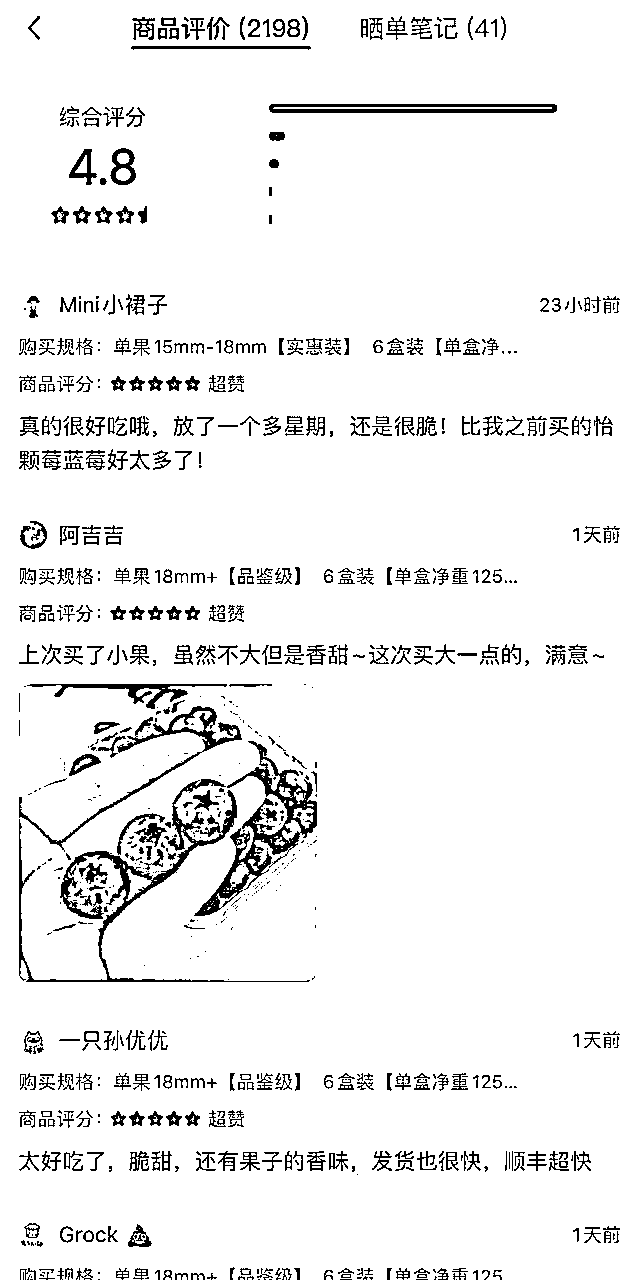 商品评价 (2198)
晒单笔记 (41)
综合评分
4.8
Mini小裙子
23小时前
购买规格：单果15mm-18mm【实惠装】 6盒装【单盒净...
商品评分：超赞
真的很好吃哦，放了一个多星期，还是很脆！比我之前买的怡
颗莓蓝莓好太多了！
阿吉吉
1天前
购买规格：单果18mm+【品鉴级】 6盒装【单盒净重125...
商品评分：超赞
上次买了小果，虽然不大但是香甜~这次买大一点的，满意~
一只孙优优
1天前
购买规格：单果18mm+【品鉴级】 6盒装【单盒净重125...
商品评分：超赞
太好吃了，脆甜，还有果子的香味，发货也很快，顺丰超快
Grock 💩
1天前
购买规格：单果18mm+【品鉴级】 6盒装【单盒净重125